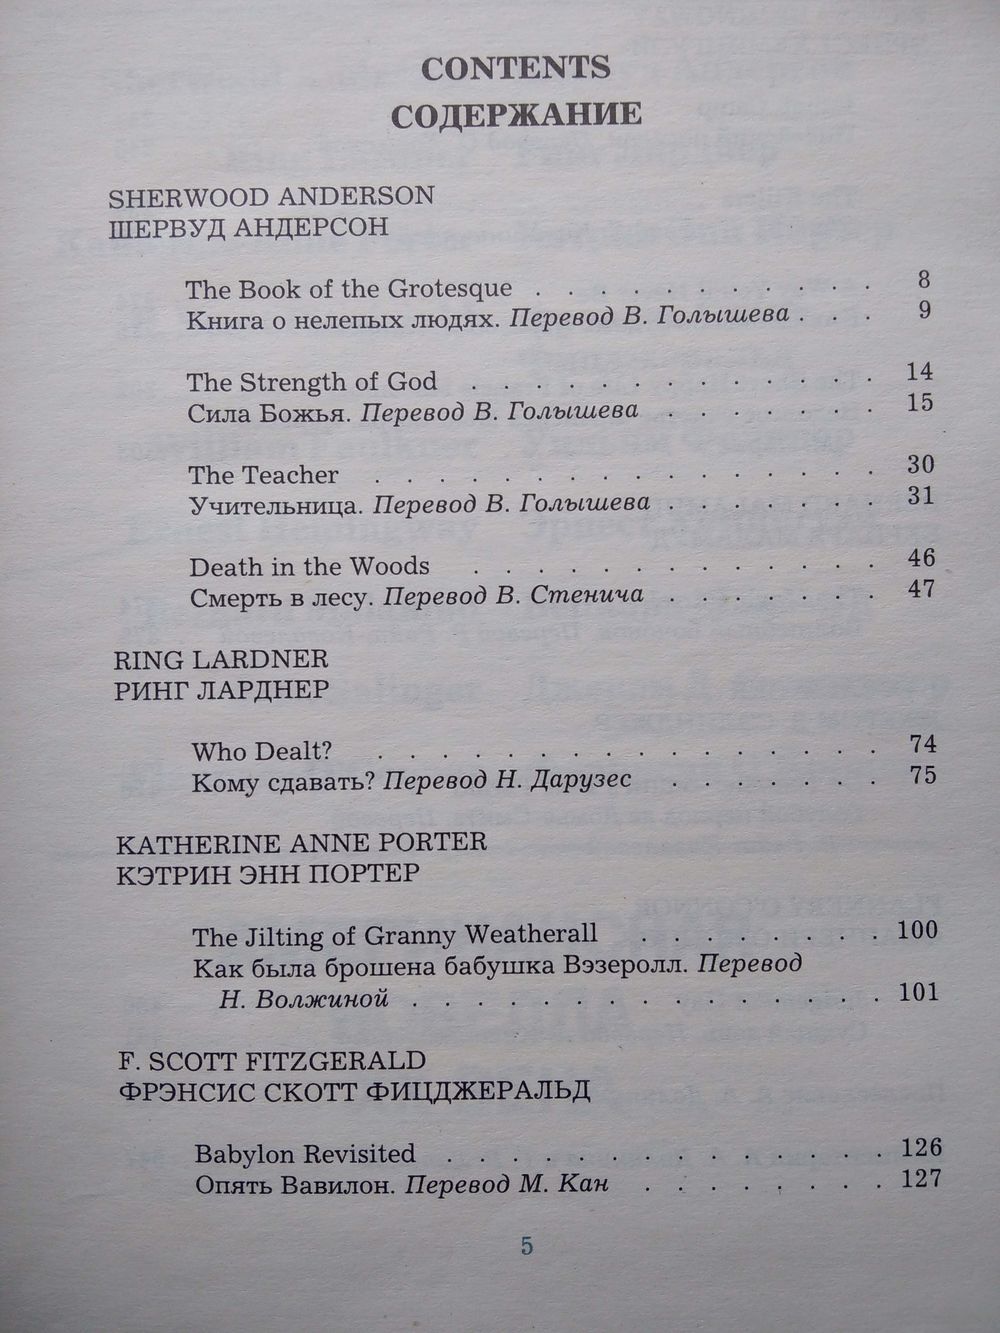 CONTENTS
СОДЕРЖАНИЕ
SHERWOOD ANDERSON
ШЕРВУД АНДЕРСОН
The Book of the Grotesque . . . . . . . . . . . . 8
Книга о нелепых людях. Перевод В. Голышева . . . 9
The Strength of God . . . . . . . . . . . . . 14
Сила Божья. Перевод В. Голышева . . . . . . . 15
The Teacher . . . . . . . . . . . . . . . . 30
Учительница. Перевод В. Голышева . . . . . . . 31
Death in the Woods . . . . . . . . . . . . . 46
Смерть в лесу. Перевод В. Стенича . . . . . . . 47
RING LARDNER
РИНГ ЛАРДНЕР
Who Dealt? . . . . . . . . . . . . . . . . 74
Кому сдавать? Перевод Н. Дарузес . . . . . . . 75
KATHERINE ANNE PORTER
КЭТРИН ЭНН ПОРТЕР
The Jilting of Granny Weatherall . . . . . . . . 100
Как была брошена бабушка Вэзеролл. Перевод
Н. Волжиной . . . . . . . . . . . . . . . 101
F. SCOTT FITZGERALD
ФРЭНСИС СКОТТ ФИЦДЖЕРАЛЬД
Babylon Revisited . . . . . . . . . . . . . . 126
Опять Вавилон. Перевод М. Кан . . . . . . . . 127
5